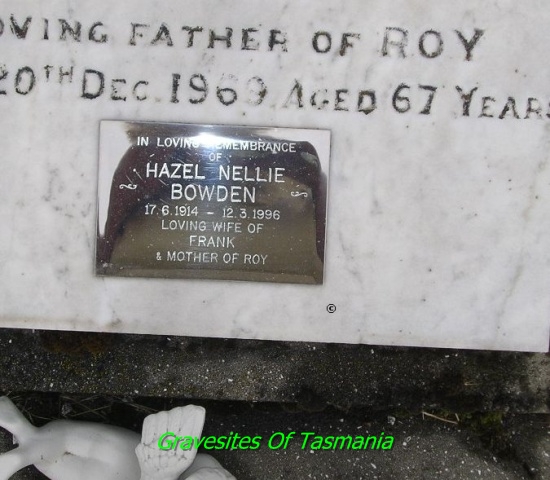 OVING FATHER OF ROY
20TH DEC. 1969. AGED 67 YEARS
IN LOVING REMEMBRANCE
OF
HAZEL NELLIE
BOWDEN
17.6.1914 - 12.3.1996
LOVING WIFE OF
FRANK
& MOTHER OF ROY
©
Gravesites Of Tasmania